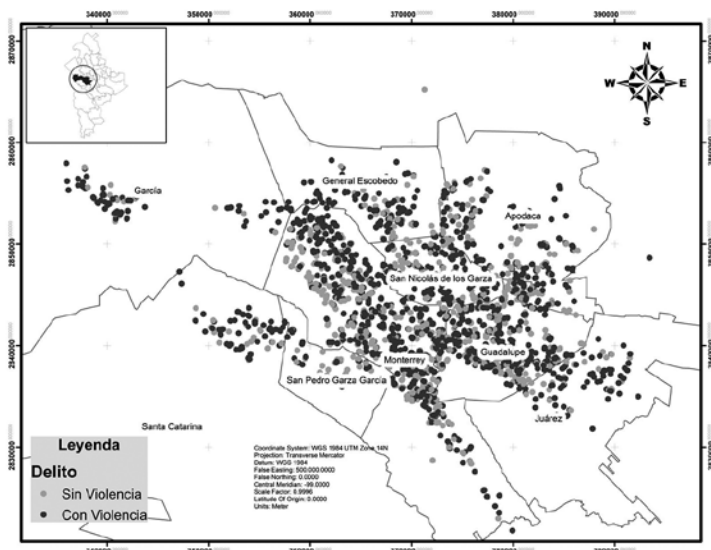 340000 350000 360000 370000 380000 390000
2870000
2860000
2850000
2840000
2830000
N
W E
S
García
General Escobedo
Apodaca
San Nicolás de los Garza
Monterrey
Guadalupe
San Pedro Garza García
Juárez
Santa Catarina
Leyenda
Delito
Sin Violencia
Con Violencia
Coordinate System: WGS 1984 UTM Zone 14N
Projection: Transverse Mercator
Datum: WGS 1984
False Easting: 500,000.0000
False Northing: 0.0000
Central Meridian: -99.0000
Scale Factor: 0.9996
Latitude Of Origin: 0.0000
Units: Meter